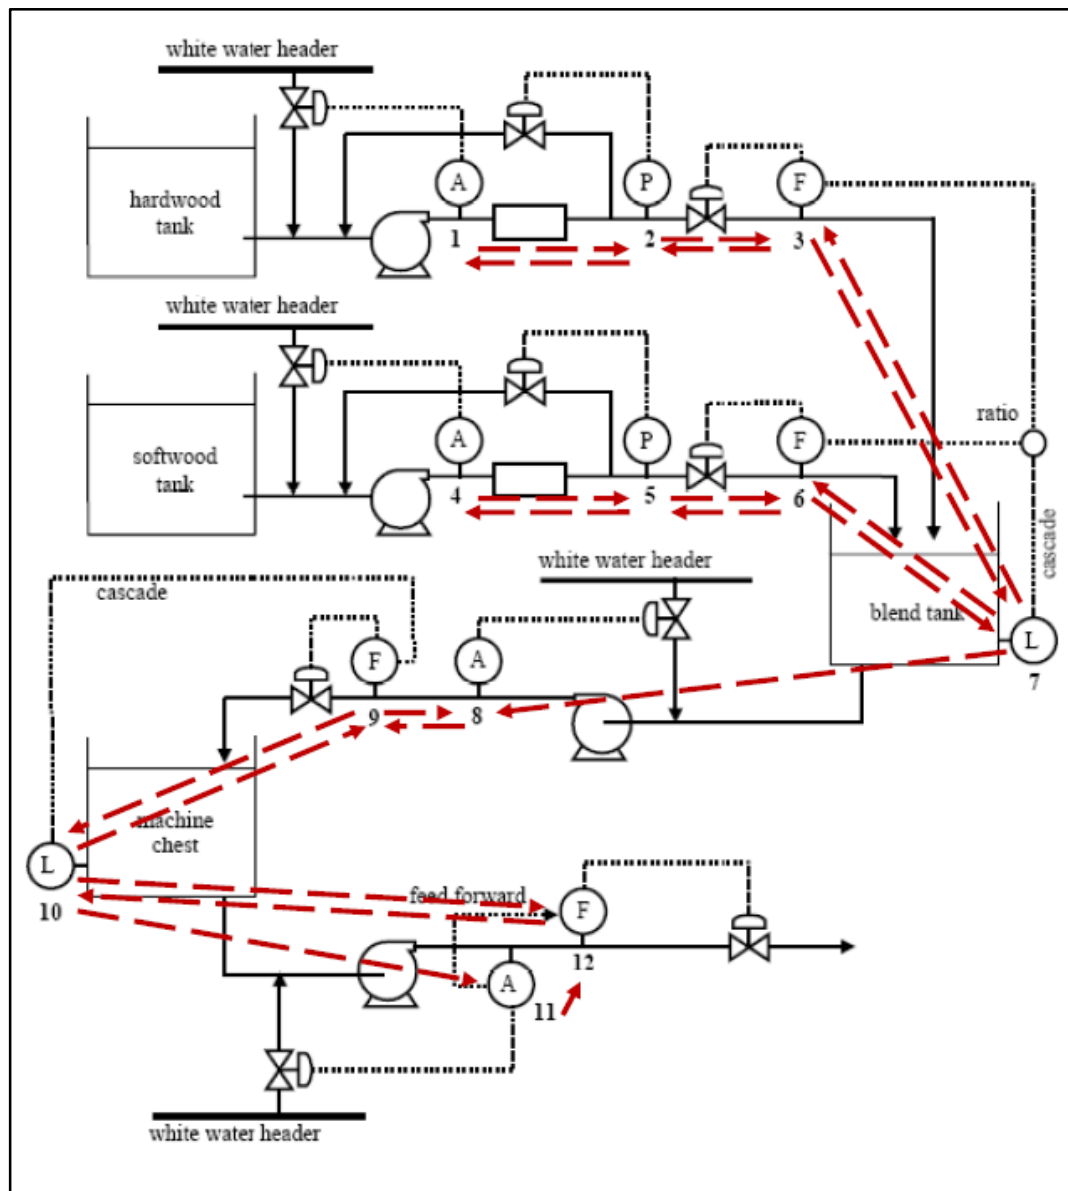 white water header
hardwood
tank
A
P
F
1
2
3
white water header
softwood
tank
A
P
F
4
5
6
ratio
cascade
white water header
blend tank
L
7
cascade
F
A
9
8
machine
chest
L
10
feed forward
F
12
A
11
white water header